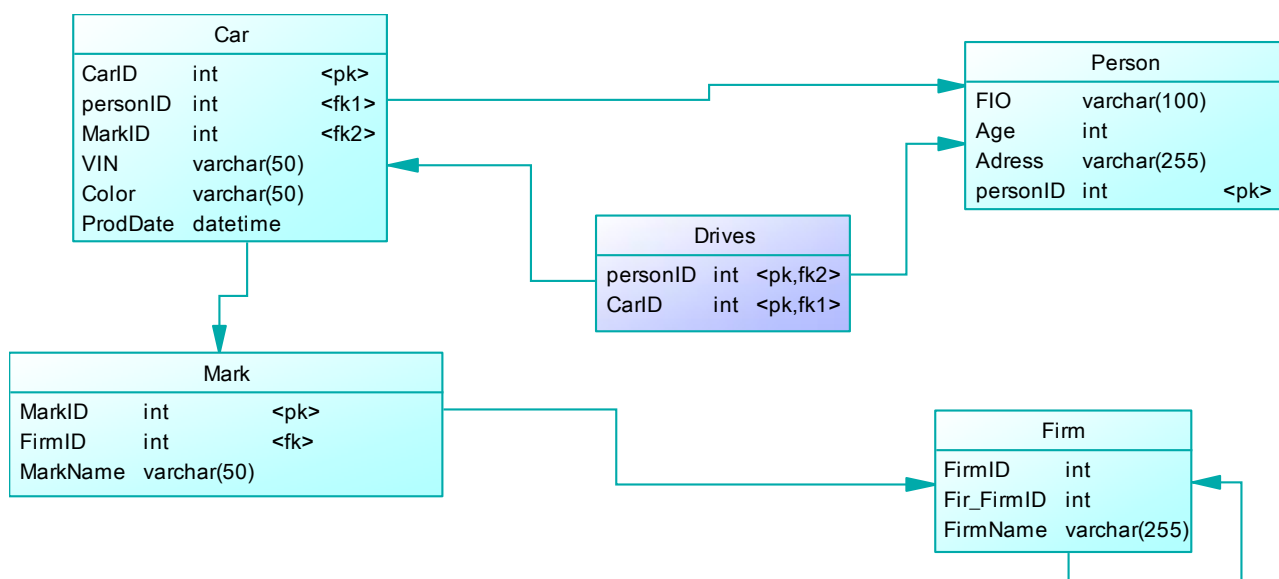 Car
CarID int <pk>
personID int <fk1>
MarkID int <fk2>
VIN varchar(50)
Color varchar(50)
ProdDate datetime
Person
FIO varchar(100)
Age int
Adress varchar(255)
personID int <pk>
Drives
personID int <pk,fk2>
CarID int <pk,fk1>
Mark
MarkID int <pk>
FirmID int <fk>
MarkName varchar(50)
Firm
FirmID int
Fir_FirmID int
FirmName varchar(255)